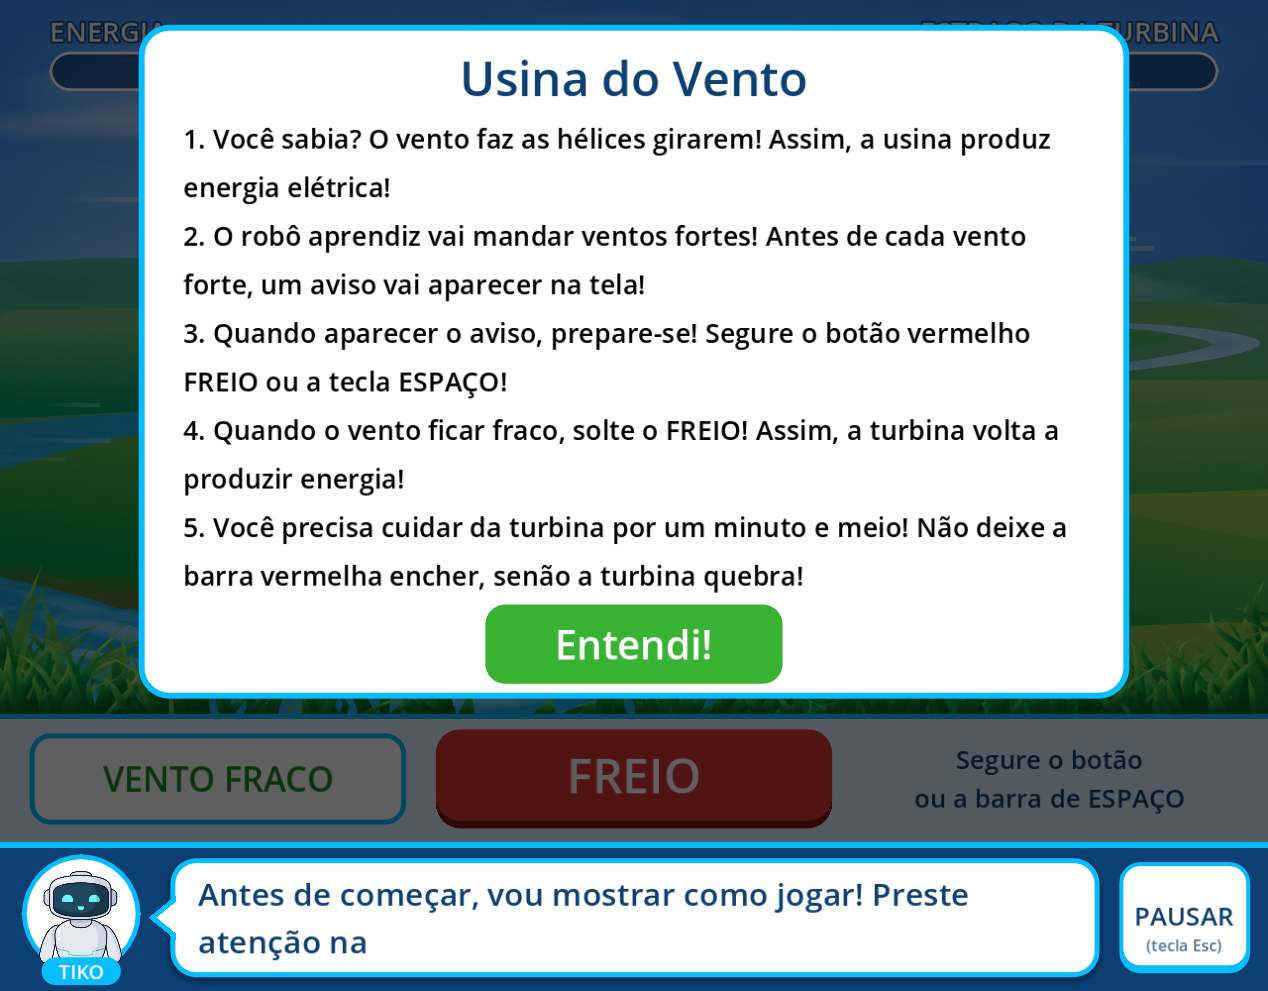 ENERGIA
ESTRAGO DA TURBINA
Usina do Vento
1. Você sabia? O vento faz as hélices girarem! Assim, a usina produz
energia elétrica!
2. O robô aprendiz vai mandar ventos fortes! Antes de cada vento
forte, um aviso vai aparecer na tela!
3. Quando aparecer o aviso, prepare-se! Segure o botão vermelho
FREIO ou a tecla ESPAÇO!
4. Quando o vento ficar fraco, solte o FREIO! Assim, a turbina volta a
produzir energia!
5. Você precisa cuidar da turbina por um minuto e meio! Não deixe a
barra vermelha encher, senão a turbina quebra!
Entendi!
VENTO FRACO
FREIO
Segure o botão
ou a barra de ESPAÇO
Antes de começar, vou mostrar como jogar! Preste
atenção na
TIKO
PAUSAR
(tecla Esc)